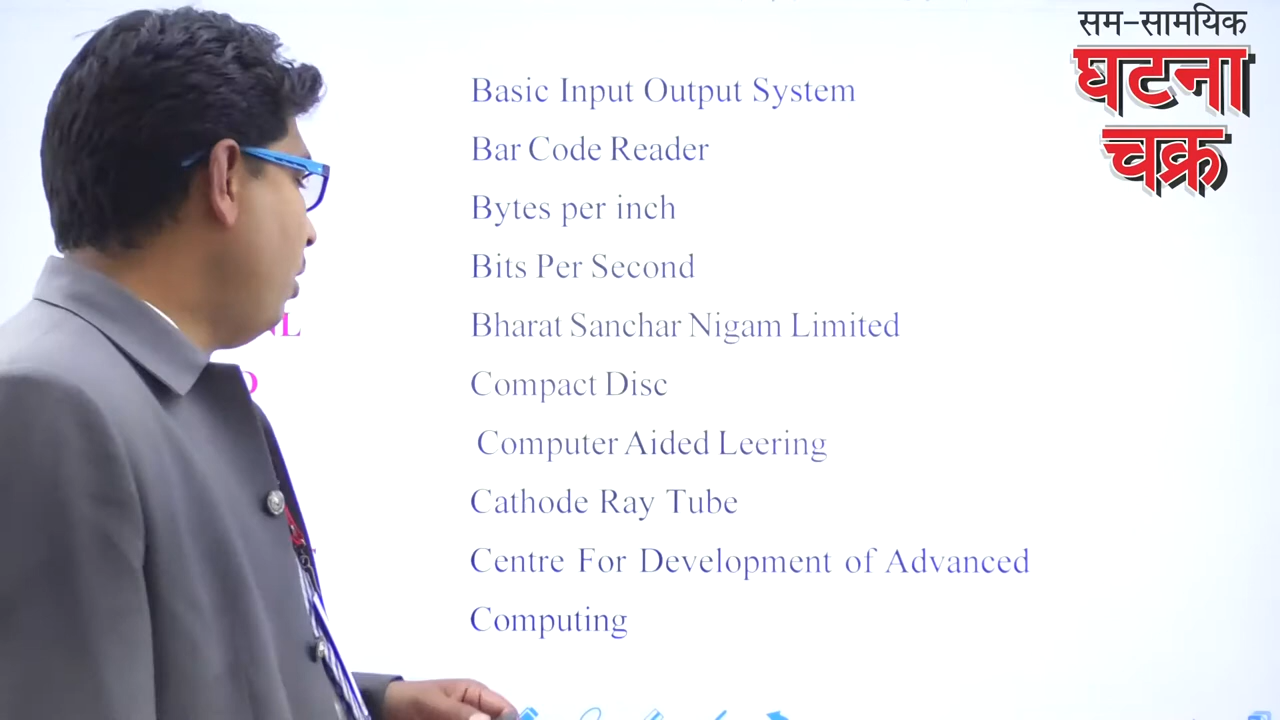 सम-सामयिक
घटना
चक्र
Basic Input Output System
Bar Code Reader
Bytes per inch
Bits Per Second
Bharat Sanchar Nigam Limited
Compact Disc
Computer Aided Leering
Cathode Ray Tube
Centre For Development of Advanced
Computing